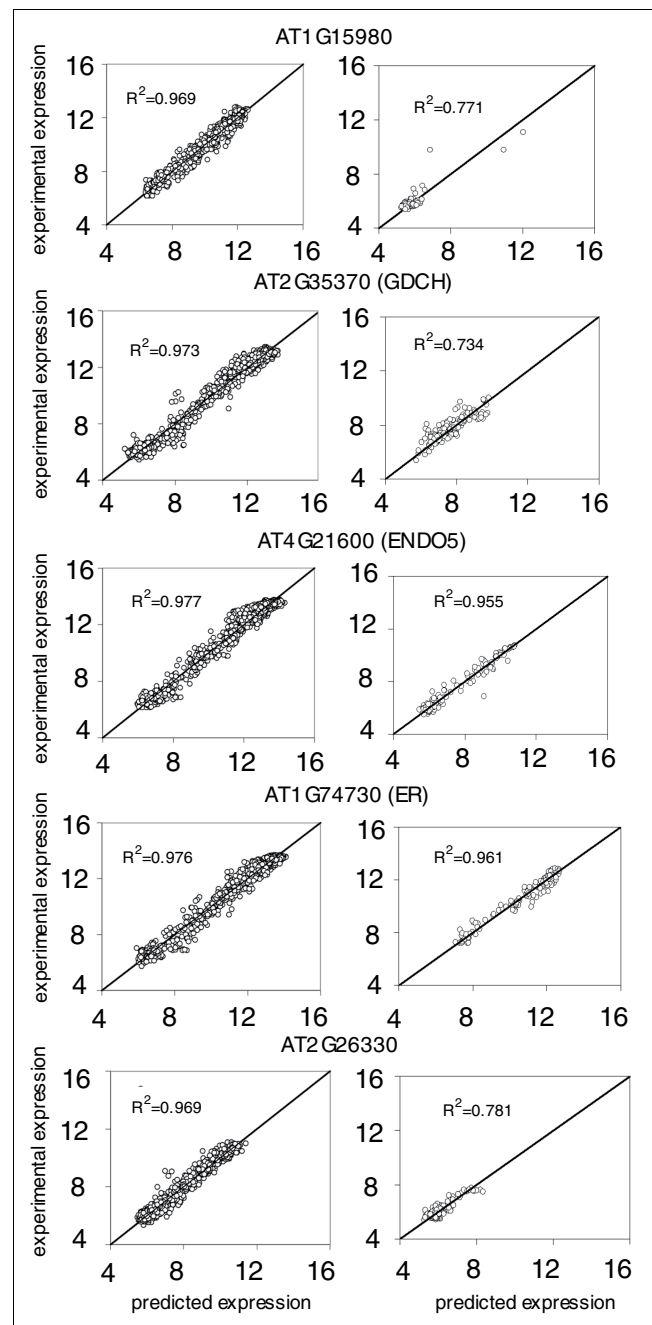 AT1G15980
experimental expression
16
12
8
4
R²=0.969
4 8 12 16
16
12
8
4
R²=0.771
4 8 12 16
AT2G35370 (GDCH)
experimental expression
16
12
8
4
R²=0.973
4 8 12 16
16
12
8
4
R²=0.734
4 8 12 16
AT4G21600 (ENDO5)
experimental expression
16
12
8
4
R²=0.977
4 8 12 16
16
12
8
4
R²=0.955
4 8 12 16
AT1G74730 (ER)
experimental expression
16
12
8
4
R²=0.976
4 8 12 16
16
12
8
4
R²=0.961
4 8 12 16
AT2G26330
experimental expression
16
12
8
4
R²=0.969
4 8 12 16
predicted expression
16
12
8
4
R²=0.781
4 8 12 16
predicted expression